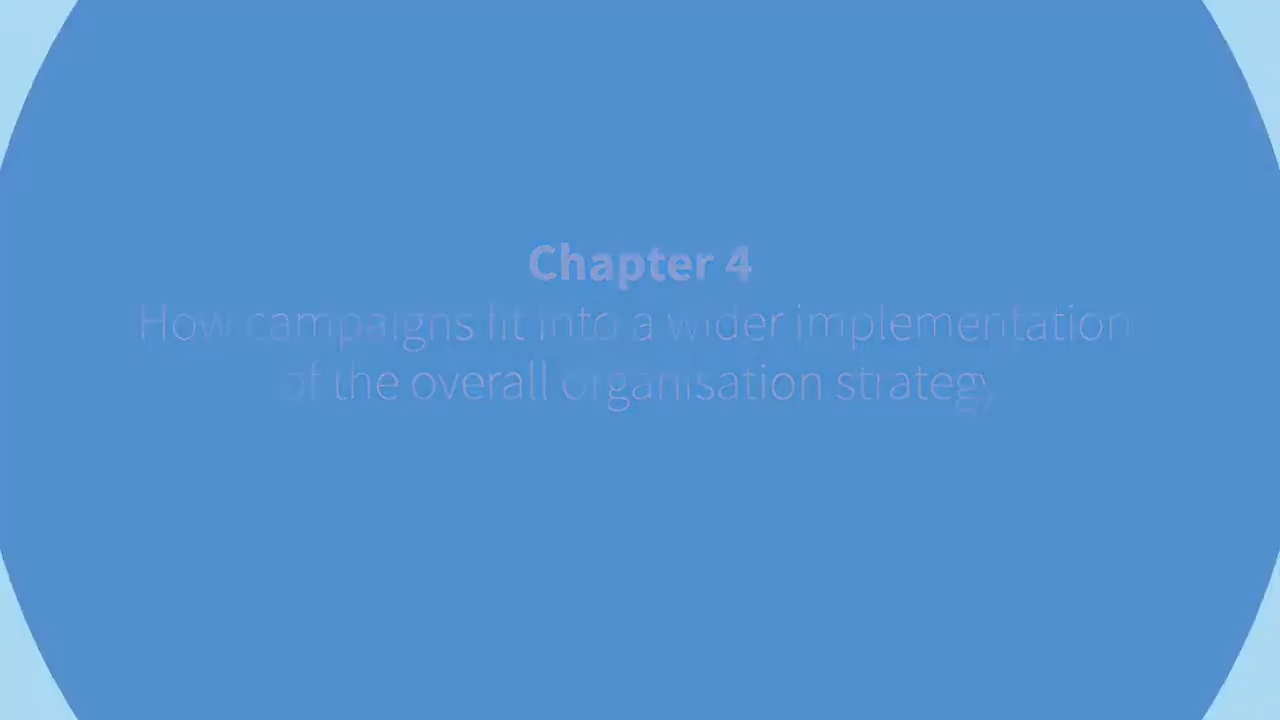 Chapter 4
How campaigns fit into a wider implementation
of the overall organisation strategy